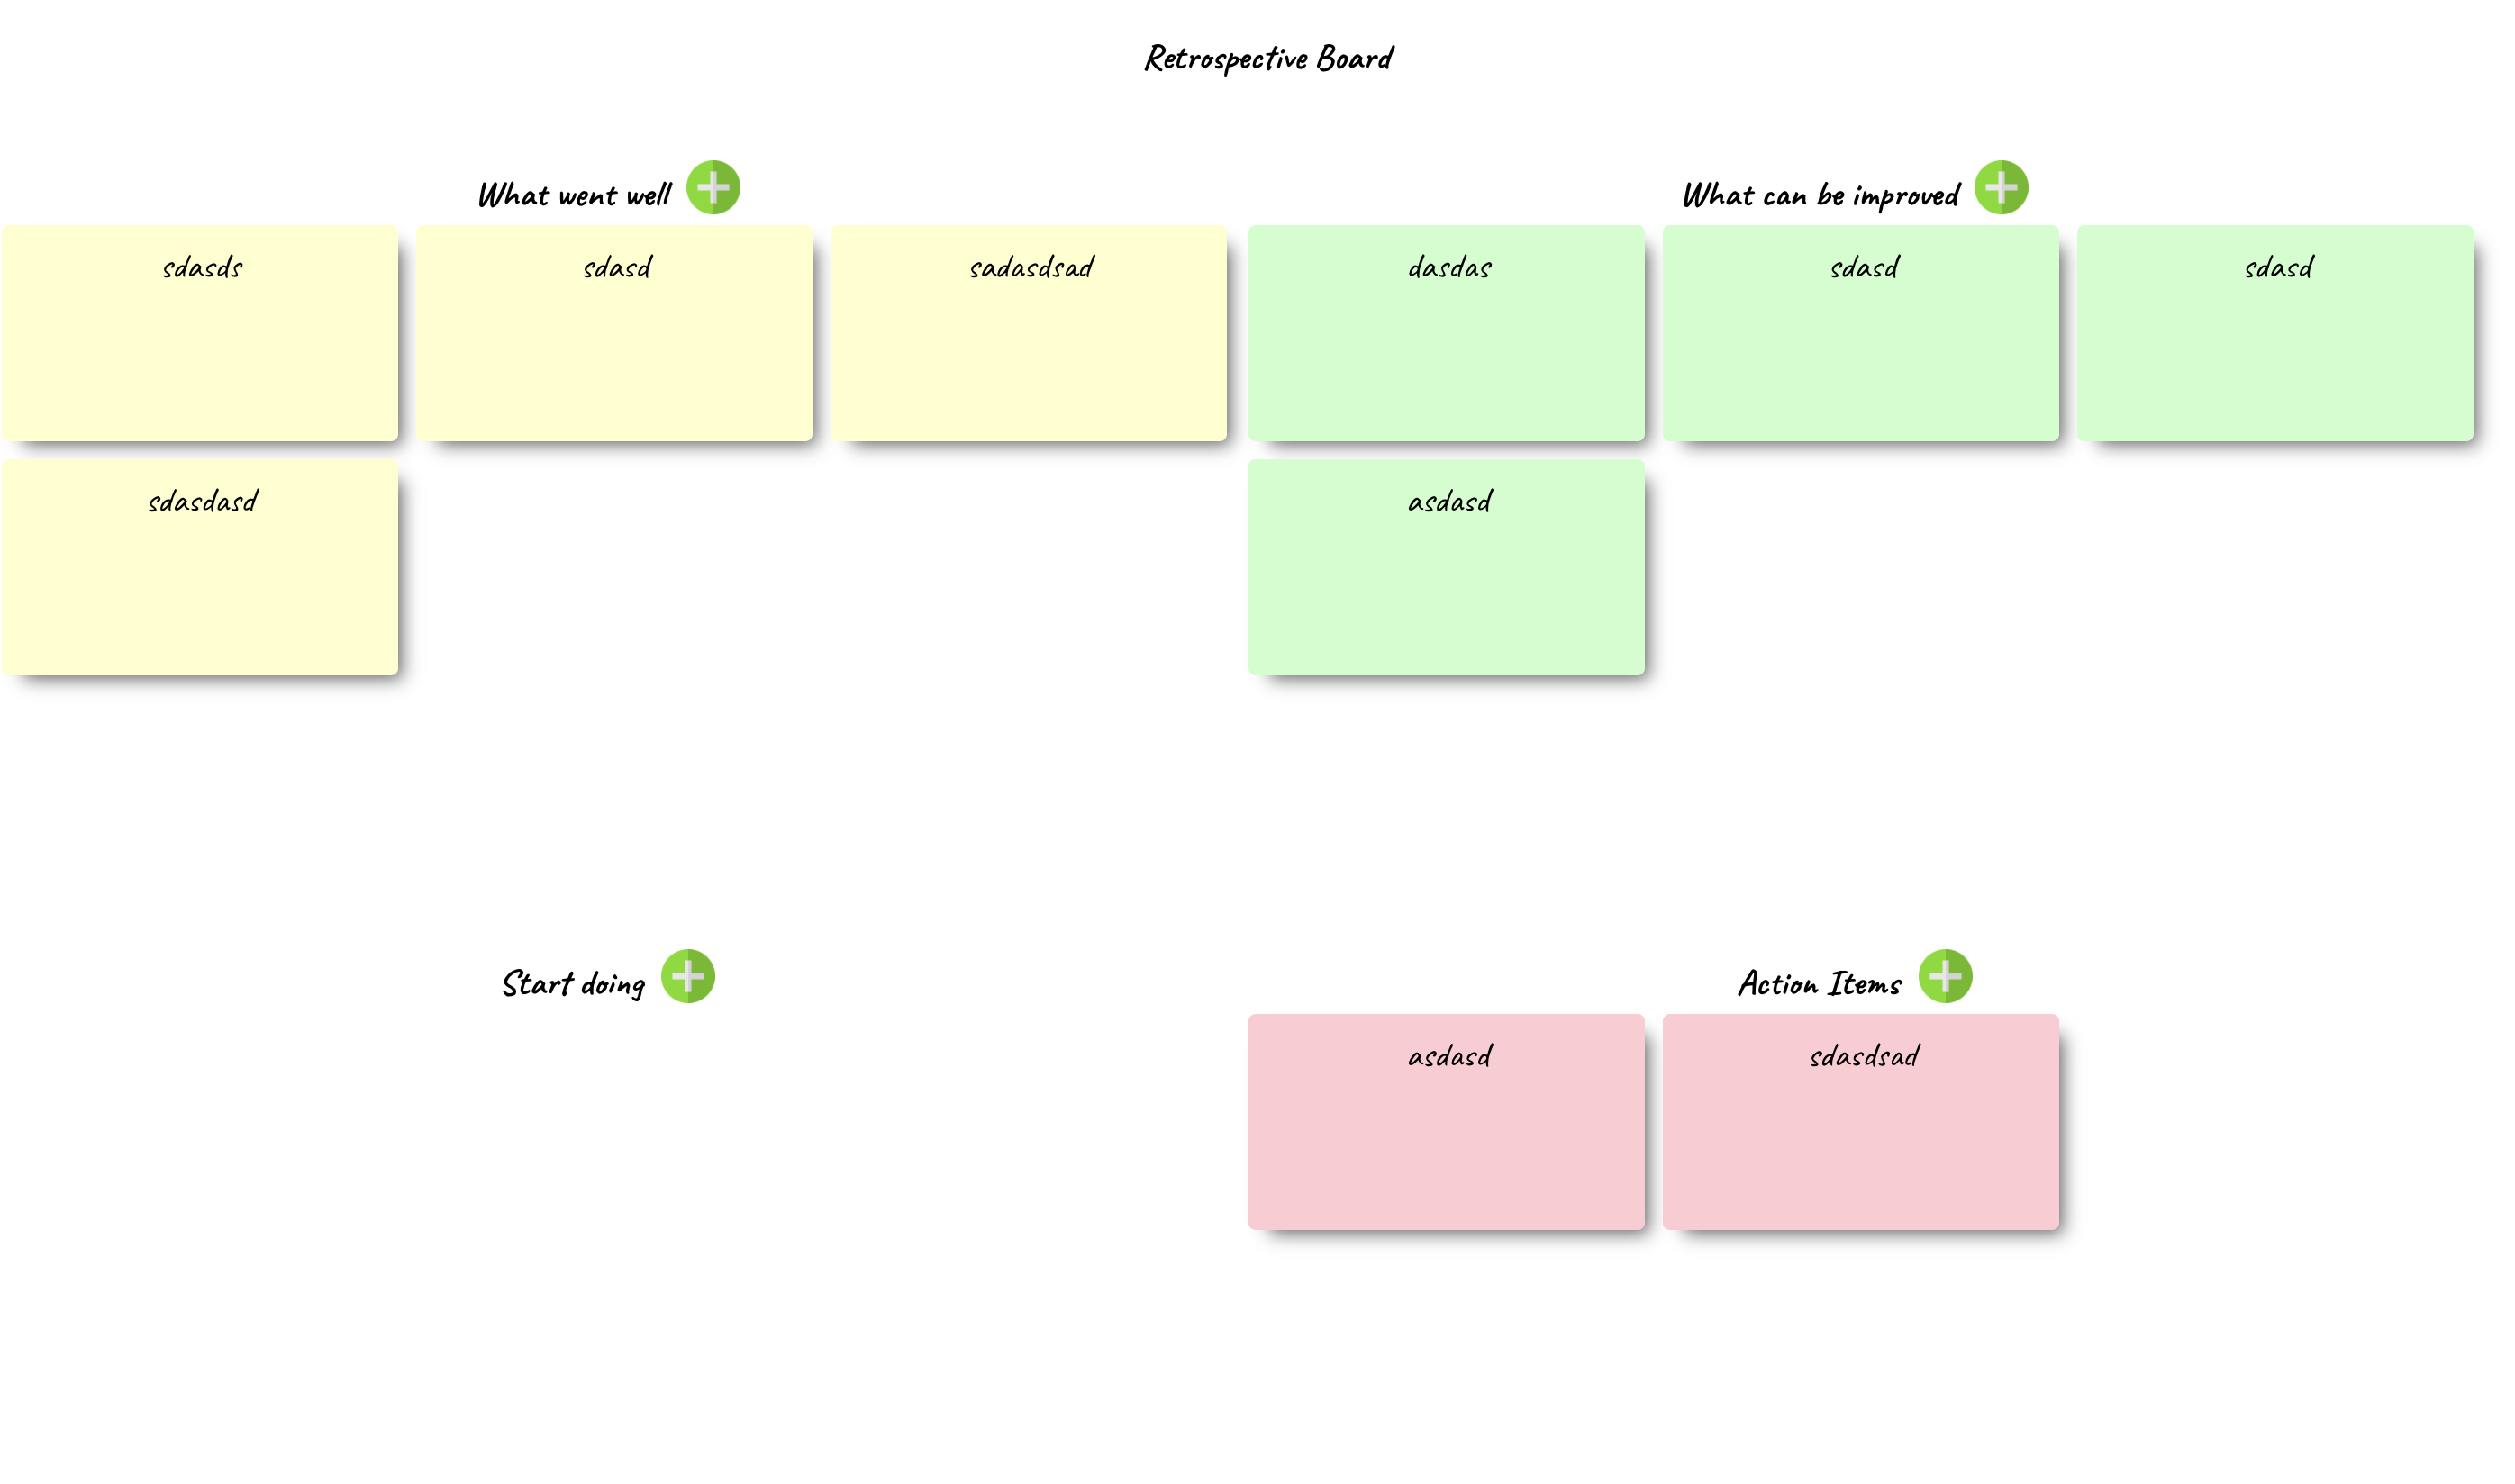 Retrospective Board
What went well
What can be improved
sdasds
sdasd
sadasdsad
dasdas
sdasd
sdasd
sdasdasd
asdasd
Start doing
Action Items
asdasd
sdasdsad